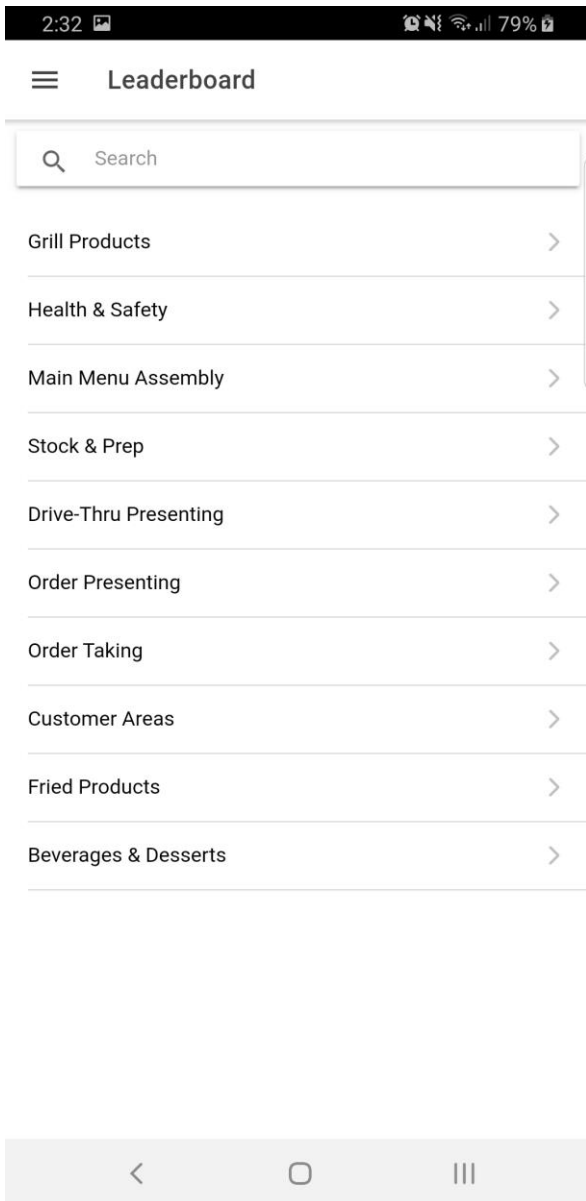 2:32 79%
Leaderboard
Search
Grill Products
Health & Safety
Main Menu Assembly
Stock & Prep
Drive-Thru Presenting
Order Presenting
Order Taking
Customer Areas
Fried Products
Beverages & Desserts